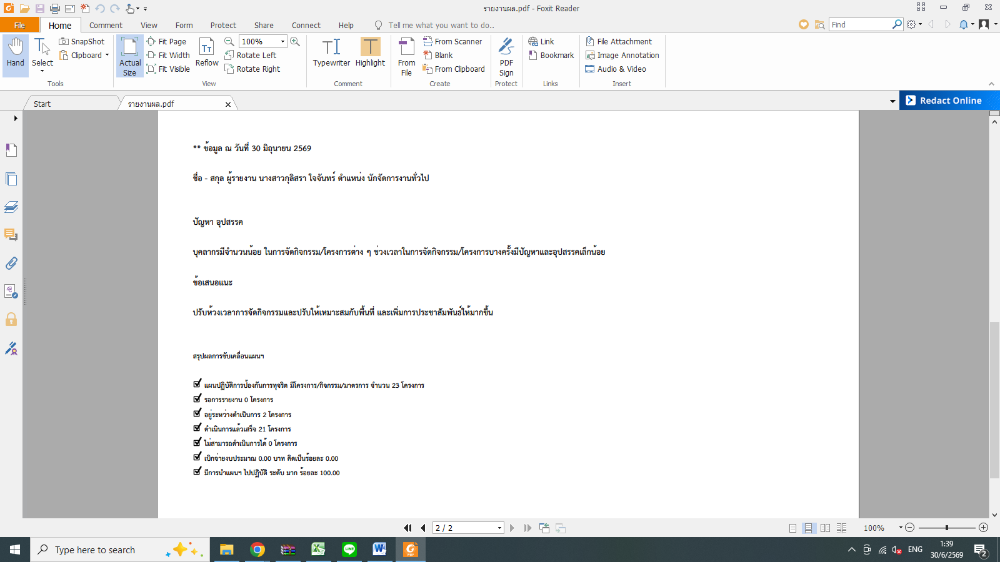 รายงานผล.pdf - Foxit Reader
File Home Comment View Form Protect Share Connect Help Tell me what you want to do.. Find
Hand Select SnapShot Clipboard Actual Size Fit Page Fit Width Fit Visible Reflow 100% Rotate Left Rotate Right Typewriter Highlight From File From Scanner Blank From Clipboard PDF Sign Link Bookmark File Attachment Image Annotation Audio & Video
Tools View Comment Create Protect Links Insert
Start รายงานผล.pdf Redact Online
** ข้อมูล ณ วันที่ 30 มิถุนายน 2569
ชื่อ - สกุล ผู้รายงาน นางสาวกุลิสรา ใจจันทร์ ตำแหน่ง นักจัดการงานทั่วไป
ปัญหา อุปสรรค
บุคลากรมีจำนวนน้อย ในการจัดกิจกรรม/โครงการต่าง ๆ ช่วงเวลาในการจัดกิจกรรม/โครงการบางครั้งมีปัญหาและอุปสรรคเล็กน้อย
ข้อเสนอแนะ
ปรับห้วงเวลาการจัดกิจกรรมและปรับให้เหมาะสมกับพื้นที่ และเพิ่มการประชาสัมพันธ์ให้มากขึ้น
สรุปผลการขับเคลื่อนแผนฯ
แผนปฏิบัติการป้องกันการทุจริต มีโครงการ/กิจกรรม/มาตรการ จำนวน 23 โครงการ
รอการรายงาน 0 โครงการ
อยู่ระหว่างดำเนินการ 2 โครงการ
ดำเนินการแล้วเสร็จ 21 โครงการ
ไม่สามารถดำเนินการได้ 0 โครงการ
เบิกจ่ายงบประมาณ 0.00 บาท คิดเป็นร้อยละ 0.00
มีการนำแผนฯ ไปปฏิบัติ ระดับ มาก ร้อยละ 100.00
2 / 2 100%
Type here to search ENG 1:39
30/6/2569 2